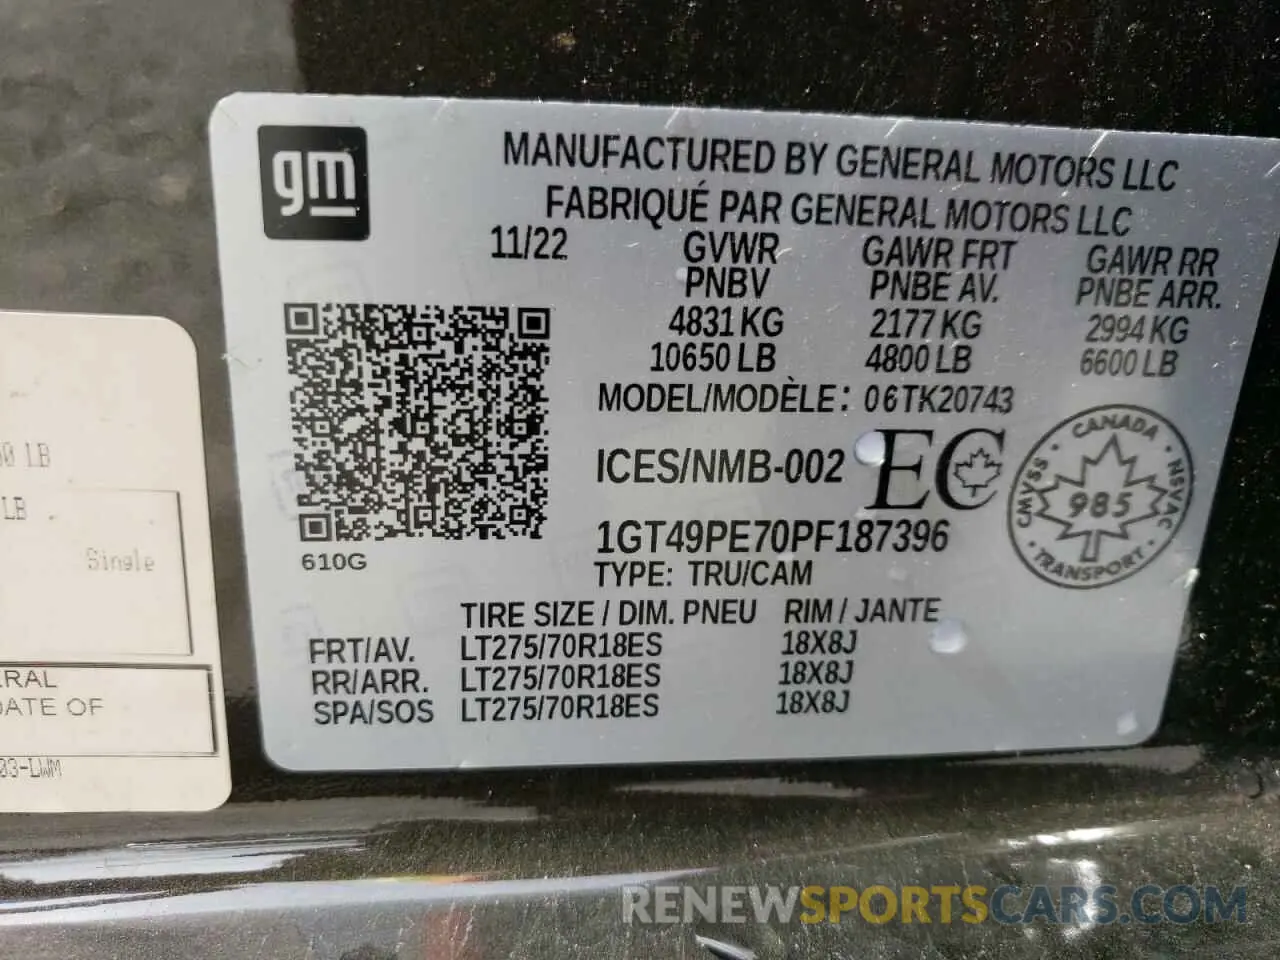 gm
MANUFACTURED BY GENERAL MOTORS LLC
FABRIQUÉ PAR GENERAL MOTORS LLC
11/22 GVWR GAWR FRT GAWR RR
PNBV PNBE AV. PNBE ARR.
4831 KG 2177 KG 2994 KG
10650 LB 4800 LB 6600 LB
MODEL/MODÈLE: 06TK20743
ICES/NMB-002 EC
CANADA
CMVSS 985 NSVAC
TRANSPORT
1GT49PE70PF187396
610G
TYPE: TRU/CAM
TIRE SIZE / DIM. PNEU RIM / JANTE
FRT/AV. LT275/70R18ES 18X8J
RR/ARR. LT275/70R18ES 18X8J
SPA/SOS LT275/70R18ES 18X8J
LB
LB
Single
DATE OF
03-LWM
RENEWSPORTSCARS.COM